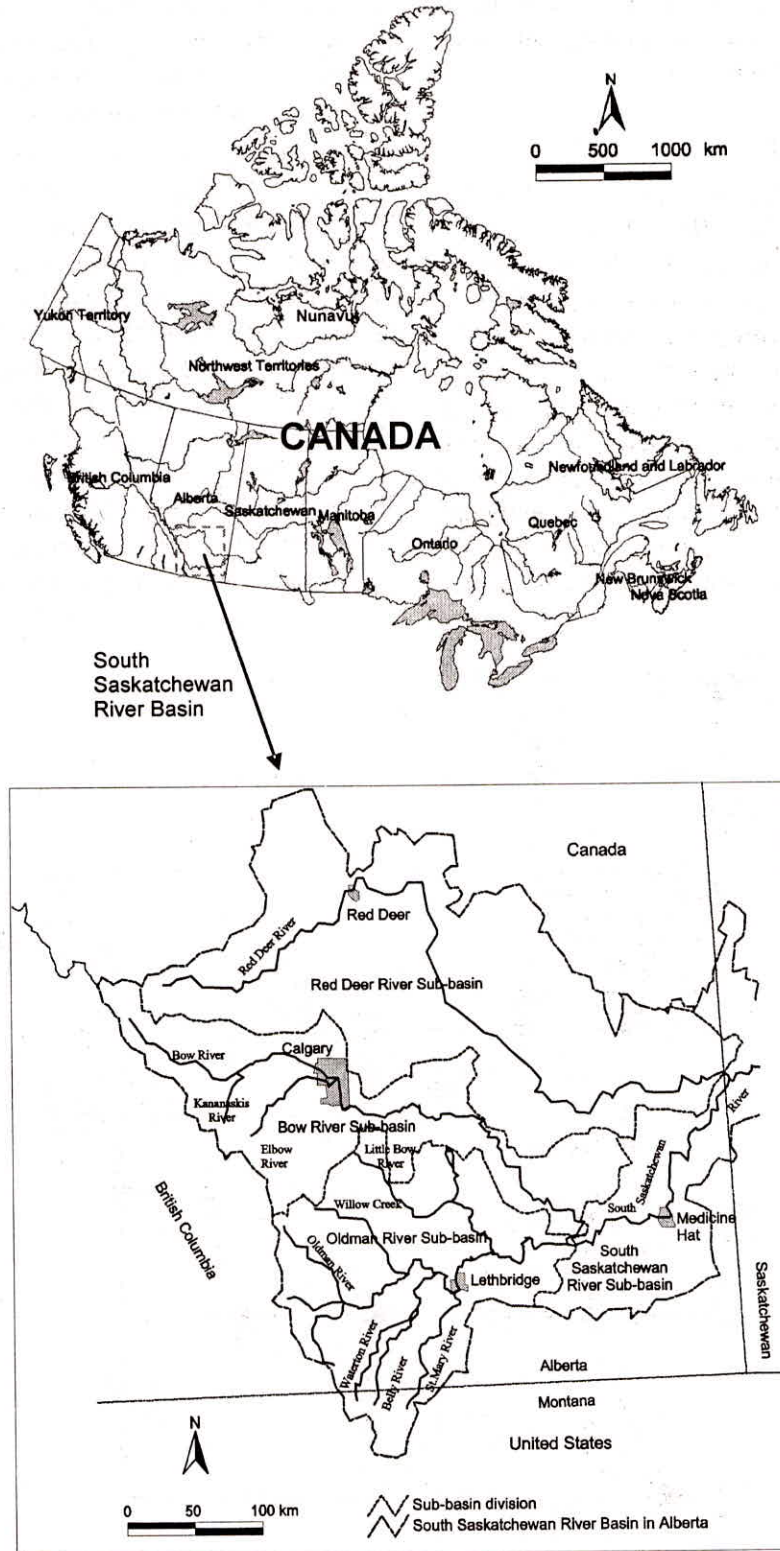 N
0 500 1000 km
Yukon Territory
Nunavut
Northwest Territories
CANADA
British Columbia
Alberta
Saskatchewan
Manitoba
Ontario
Quebec
Newfoundland and Labrador
New Brunswick
Nova Scotia
South
Saskatchewan
River Basin
Canada
Red Deer
Red Deer River
Red Deer River Sub-basin
Bow River
Calgary
Kananaskis
River
Bow River Sub-basin
Elbow
River
Little Bow
River
River
South
Saskatchewan
Willow Creek
Medicine
Hat
British Columbia
Oldman River Sub-basin
Oldman River
South
Saskatchewan
River Sub-basin
Lethbridge
Saskatchewan
Waterton River
Belly River
St.Mary River
Alberta
Montana
United States
N
0 50 100 km
Sub-basin division
South Saskatchewan River Basin in Alberta